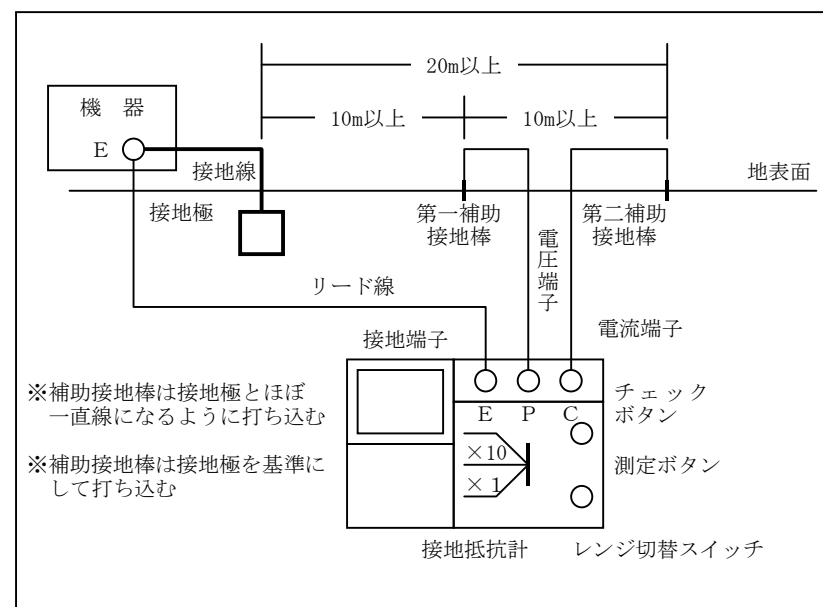 20m以上
機 器
10m以上
10m以上
E
接地線
地表面
接地極
第一補助
接地棒
第二補助
接地棒
電圧端子
リード線
電流端子
接地端子
※補助接地棒は接地極とほぼ
一直線になるように打ち込む
※補助接地棒は接地極を基準に
して打ち込む
E P C
チェック
ボタン
×10
×1
測定ボタン
接地抵抗計
レンジ切替スイッチ